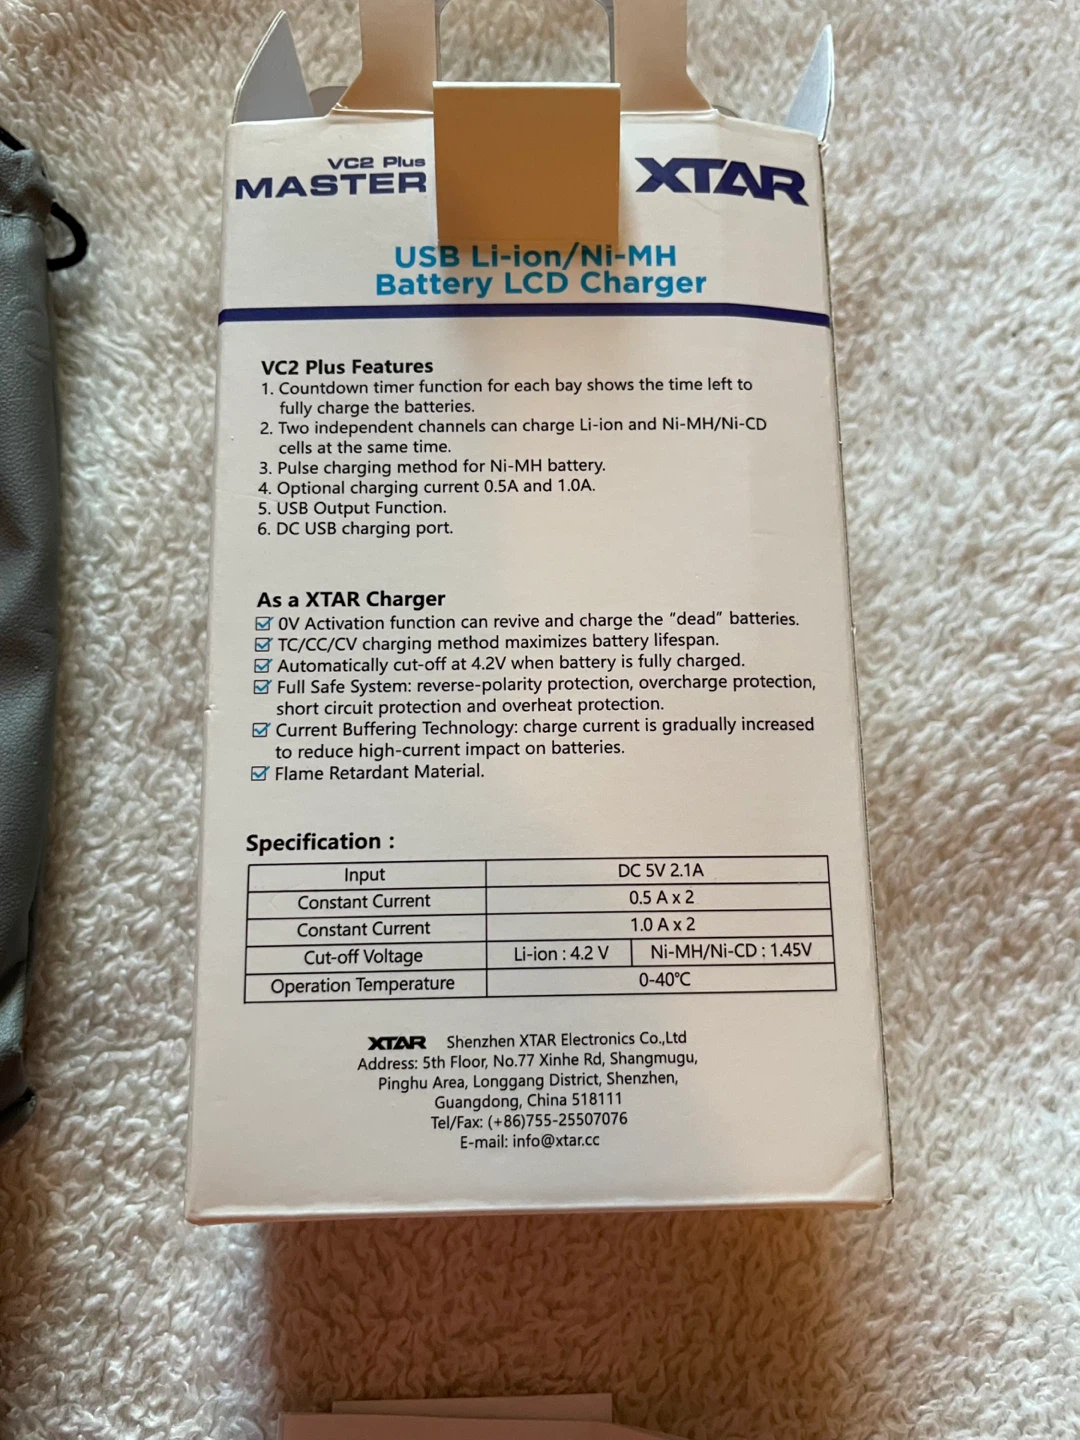 VC2 Plus
MASTER
XTAR
USB Li-ion/Ni-MH
Battery LCD Charger
VC2 Plus Features
1. Countdown timer function for each bay shows the time left to
fully charge the batteries.
2. Two independent channels can charge Li-ion and Ni-MH/Ni-CD
cells at the same time.
3. Pulse charging method for Ni-MH battery.
4. Optional charging current 0.5A and 1.0A.
5. USB Output Function.
6. DC USB charging port.
As a XTAR Charger
0V Activation function can revive and charge the "dead" batteries.
TC/CC/CV charging method maximizes battery lifespan.
Automatically cut-off at 4.2V when battery is fully charged.
Full Safe System: reverse-polarity protection, overcharge protection,
short circuit protection and overheat protection.
Current Buffering Technology: charge current is gradually increased
to reduce high-current impact on batteries.
Flame Retardant Material.
Specification :
Input DC 5V 2.1A
Constant Current 0.5 A x 2
Constant Current 1.0 A x 2
Cut-off Voltage Li-ion : 4.2 V Ni-MH/Ni-CD : 1.45V
Operation Temperature 0-40℃
XTAR Shenzhen XTAR Electronics Co.,Ltd
Address: 5th Floor, No.77 Xinhe Rd, Shangmugu,
Pinghu Area, Longgang District, Shenzhen,
Guangdong, China 518111
Tel/Fax: (+86)755-25507076
E-mail: info@xtar.cc